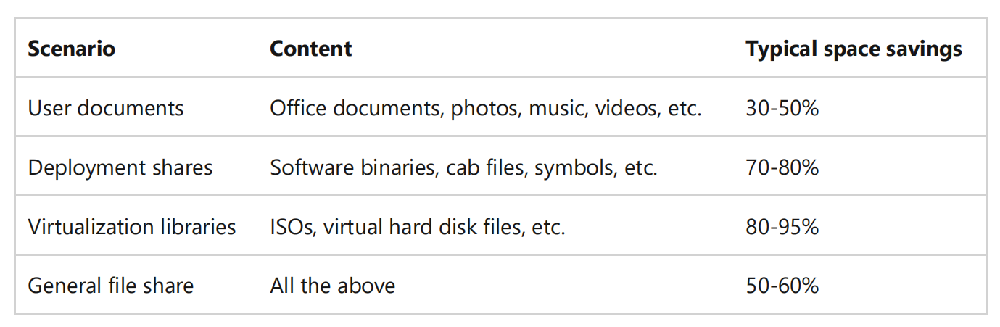 Scenario Content Typical space savings
User documents Office documents, photos, music, videos, etc. 30-50%
Deployment shares Software binaries, cab files, symbols, etc. 70-80%
Virtualization libraries ISOs, virtual hard disk files, etc. 80-95%
General file share All the above 50-60%